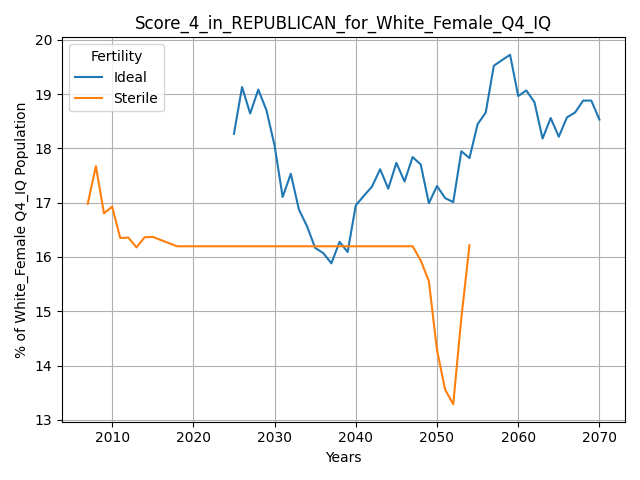 Score_4_in_REPUBLICAN_for_White_Female_Q4_IQ
Fertility
Ideal
Sterile
% of White_Female Q4_IQ Population
20
19
18
17
16
15
14
13
2010
2020
2030
2040
2050
2060
2070
Years